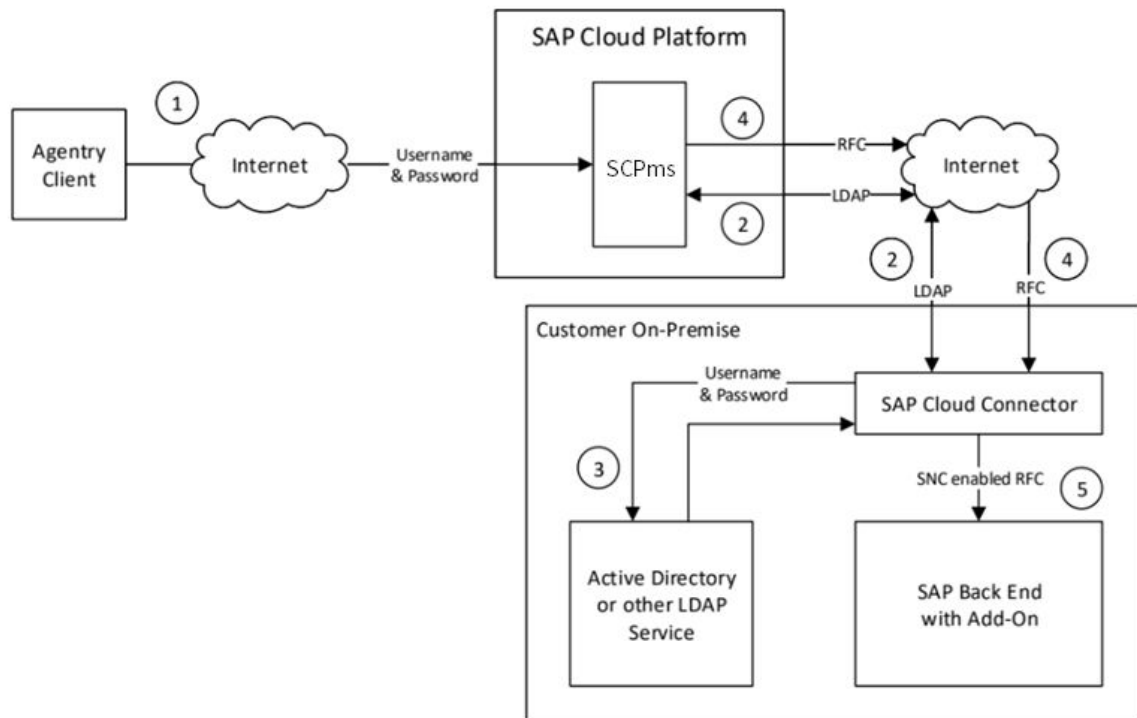 SAP Cloud Platform
1
Agentry
Client
Internet
Username
& Password
SCPms
4
RFC
LDAP
2
Internet
2
LDAP
4
RFC
Customer On-Premise
Username
& Password
SAP Cloud Connector
3
SNC enabled RFC
5
Active Directory
or other LDAP
Service
SAP Back End
with Add-On